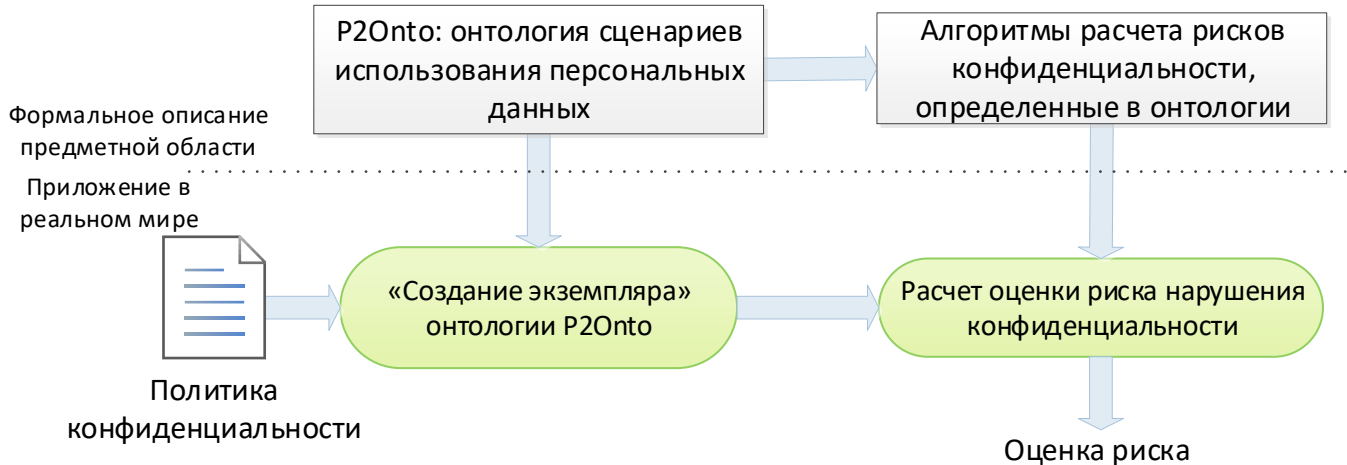 P2Onto: онтология сценариев
использования персональных
данных
Алгоритмы расчета рисков
конфиденциальности,
определенные в онтологии
Формальное описание
предметной области
Приложение в
реальном мире
«Создание экземпляра»
онтологии P2Onto
Расчет оценки риска нарушения
конфиденциальности
Политика
конфиденциальности
Оценка риска